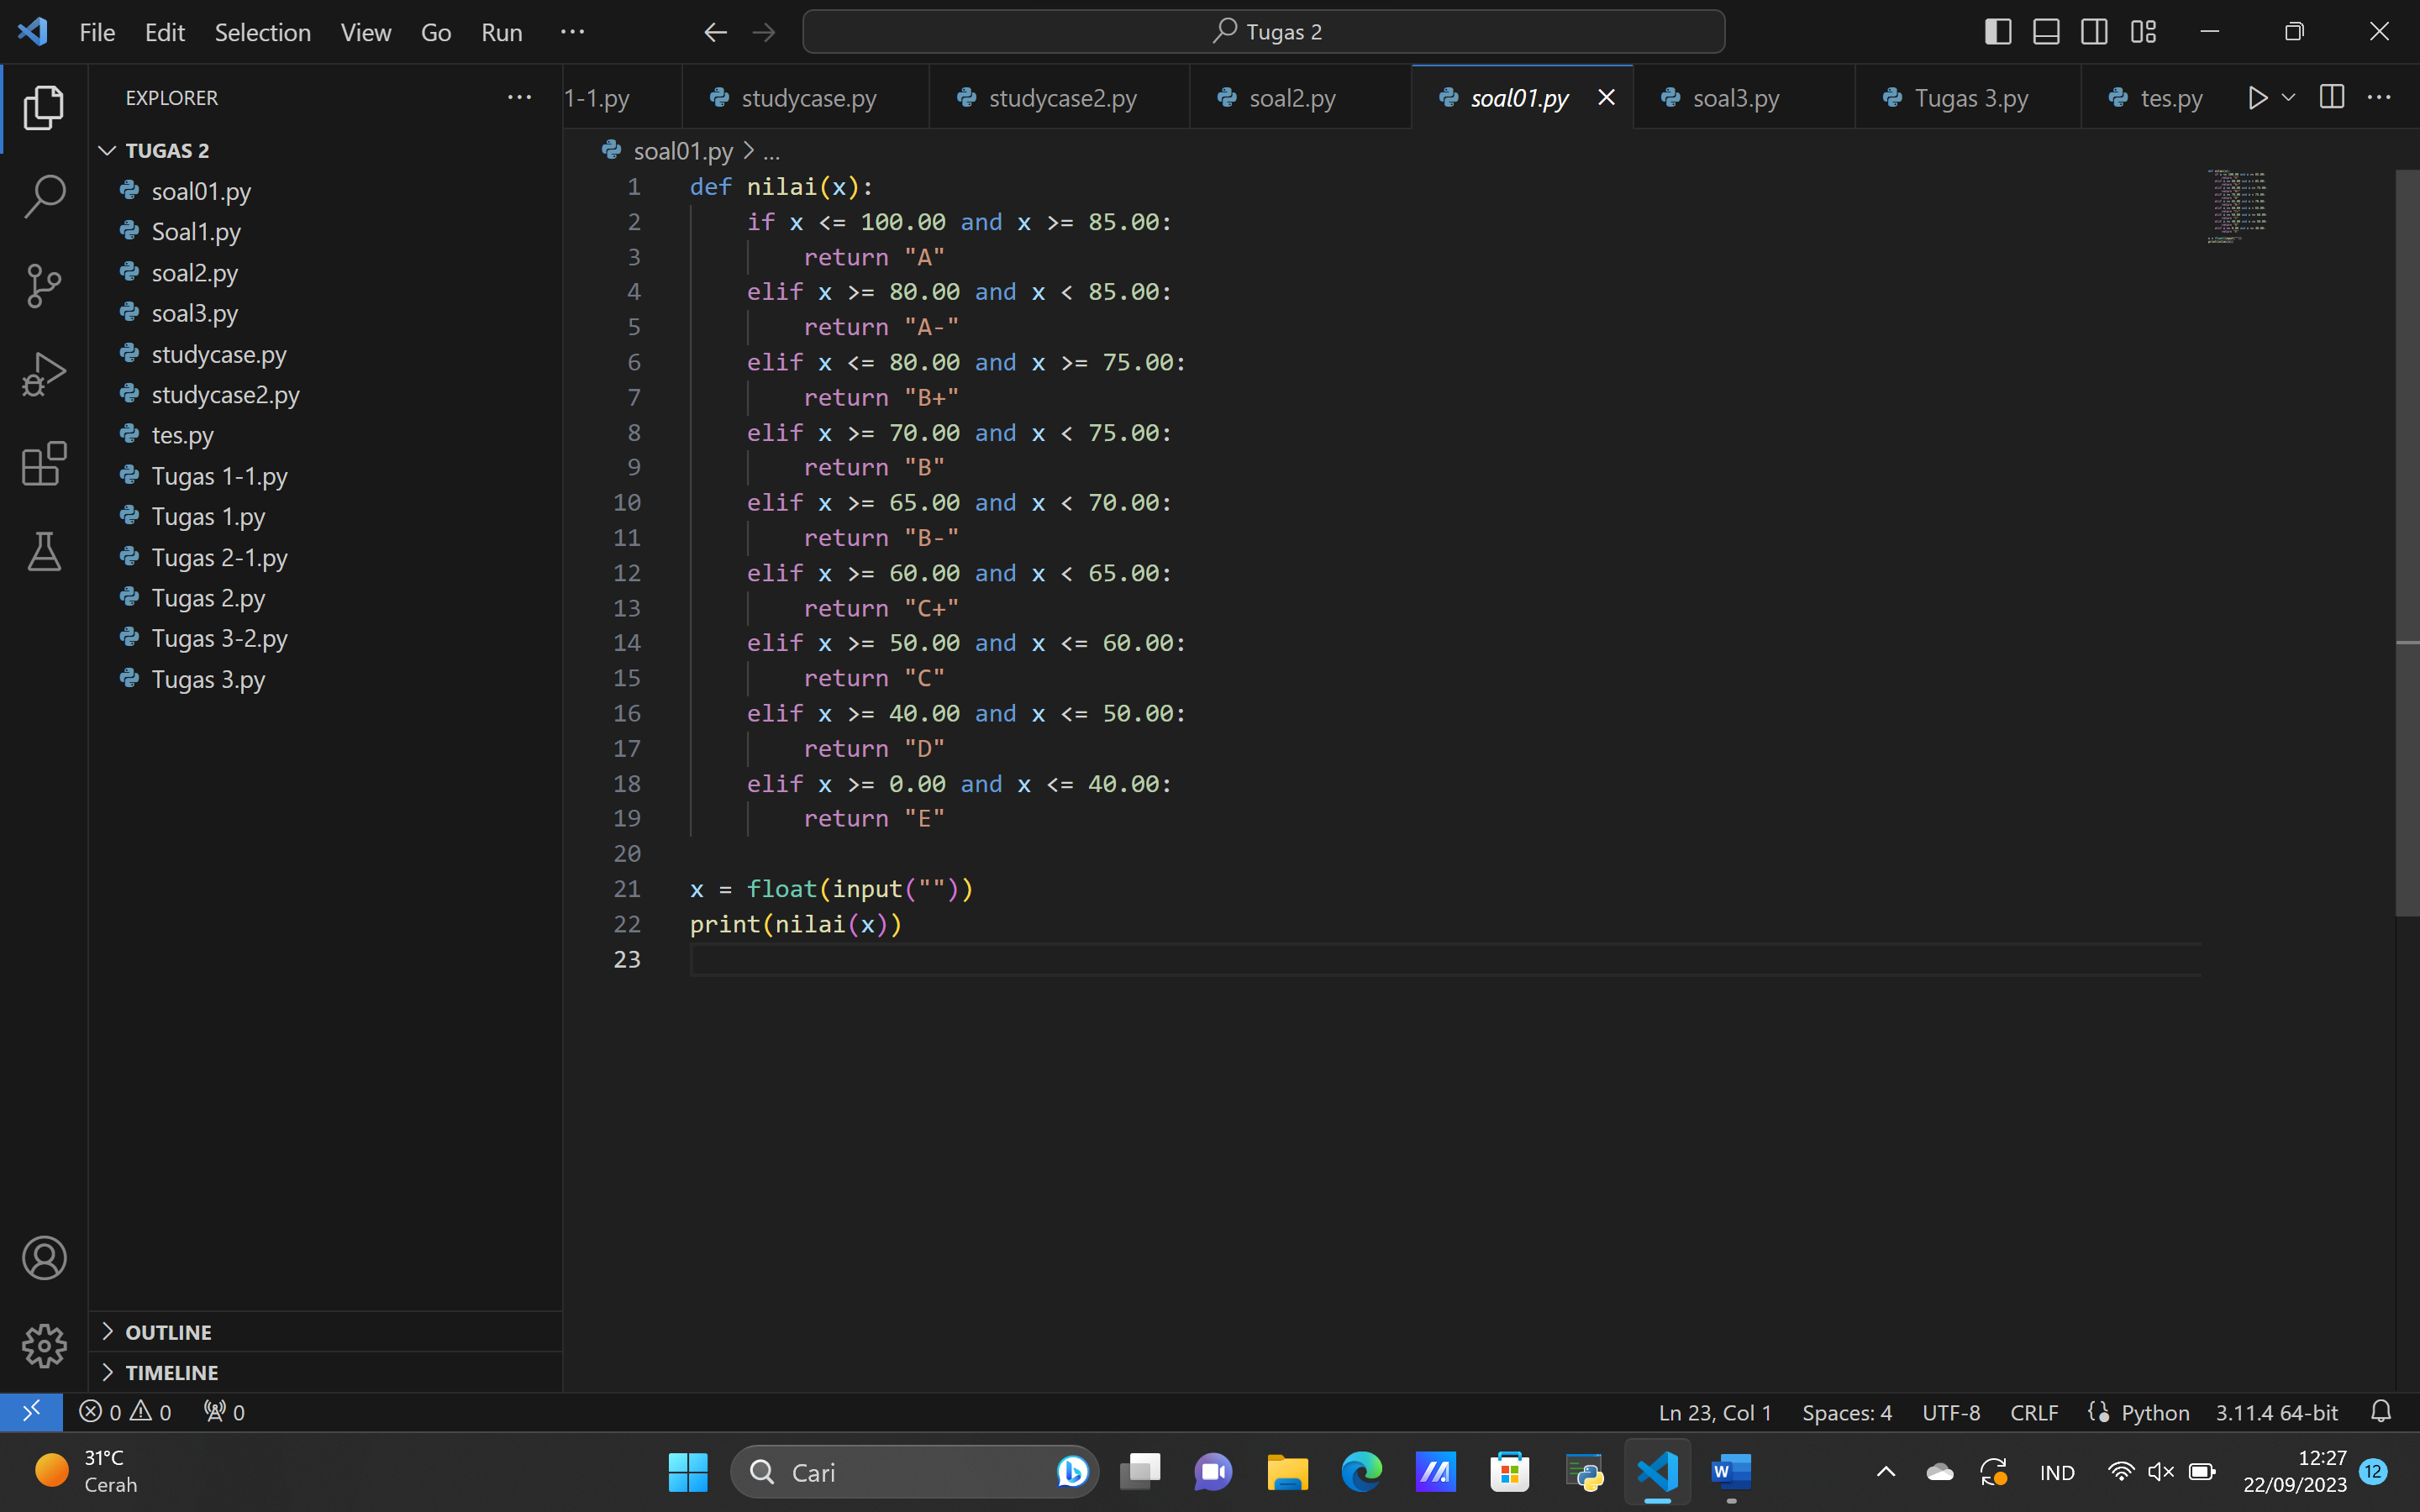 File Edit Selection View Go Run ···
Tugas 2
EXPLORER ···
1-1.py studycase.py studycase2.py soal2.py soal01.py soal3.py Tugas 3.py tes.py
TUGAS 2
soal01.py
Soal1.py
soal2.py
soal3.py
studycase.py
studycase2.py
tes.py
Tugas 1-1.py
Tugas 1.py
Tugas 2-1.py
Tugas 2.py
Tugas 3-2.py
Tugas 3.py
OUTLINE
TIMELINE
soal01.py > ...
1 def nilai(x):
2     if x <= 100.00 and x >= 85.00:
3         return "A"
4     elif x >= 80.00 and x < 85.00:
5         return "A-"
6     elif x <= 80.00 and x >= 75.00:
7         return "B+"
8     elif x >= 70.00 and x < 75.00:
9         return "B"
10     elif x >= 65.00 and x < 70.00:
11         return "B-"
12     elif x >= 60.00 and x < 65.00:
13         return "C+"
14     elif x >= 50.00 and x <= 60.00:
15         return "C"
16     elif x >= 40.00 and x <= 50.00:
17         return "D"
18     elif x >= 0.00 and x <= 40.00:
19         return "E"
20
21 x = float(input(""))
22 print(nilai(x))
23
0 0 0
Ln 23, Col 1 Spaces: 4 UTF-8 CRLF Python 3.11.4 64-bit
31°C
Cerah
Cari
IND
12:27
22/09/2023
12